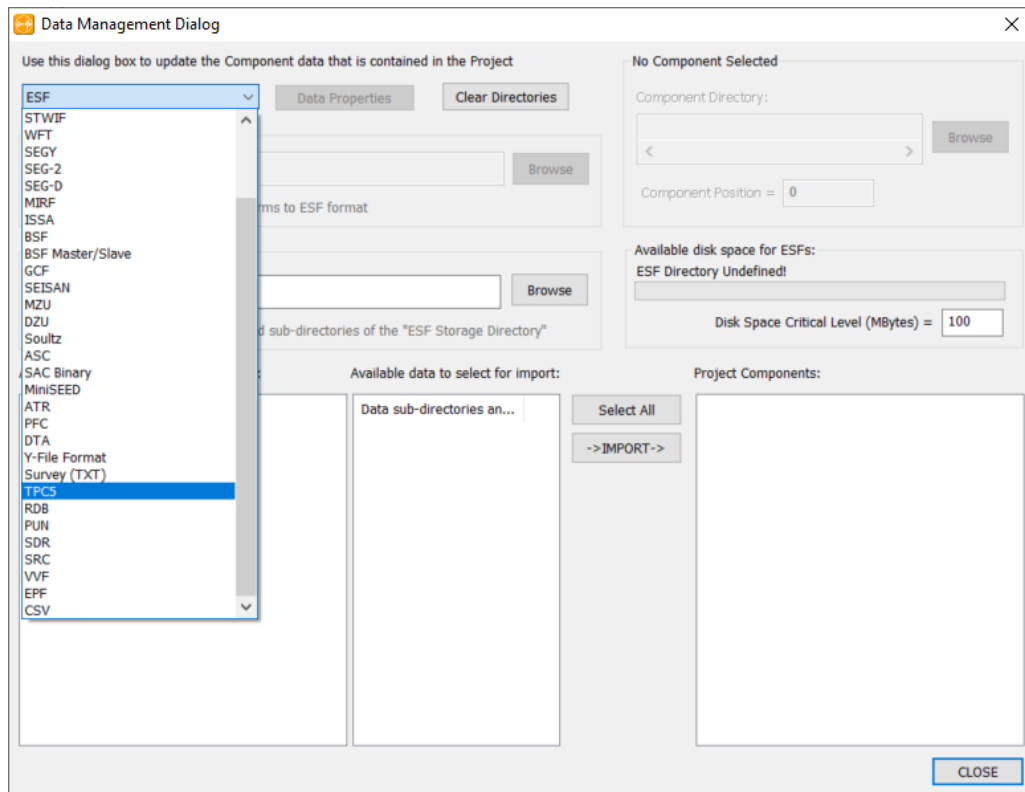 Data Management Dialog
Use this dialog box to update the Component data that is contained in the Project
ESF
Data Properties
Clear Directories
STWIF
WFT
SEGY
SEG-2
SEG-D
MIRF
ISSA
BSF
BSF Master/Slave
GCF
SEISAN
MZU
DZU
Soultz
ASC
SAC Binary
MiniSEED
ATR
PFC
DTA
Y-File Format
Survey (TXT)
TPC5
RDB
PUN
SDR
SRC
VVF
EPF
CSV
Browse
rms to ESF format
Browse
d sub-directories of the "ESF Storage Directory"
No Component Selected
Component Directory:
Browse
Component Position = 0
Available disk space for ESFs:
ESF Directory Undefined!
Disk Space Critical Level (MBytes) = 100
Available data to select for import:
Data sub-directories an...
Select All
->IMPORT->
Project Components:
CLOSE